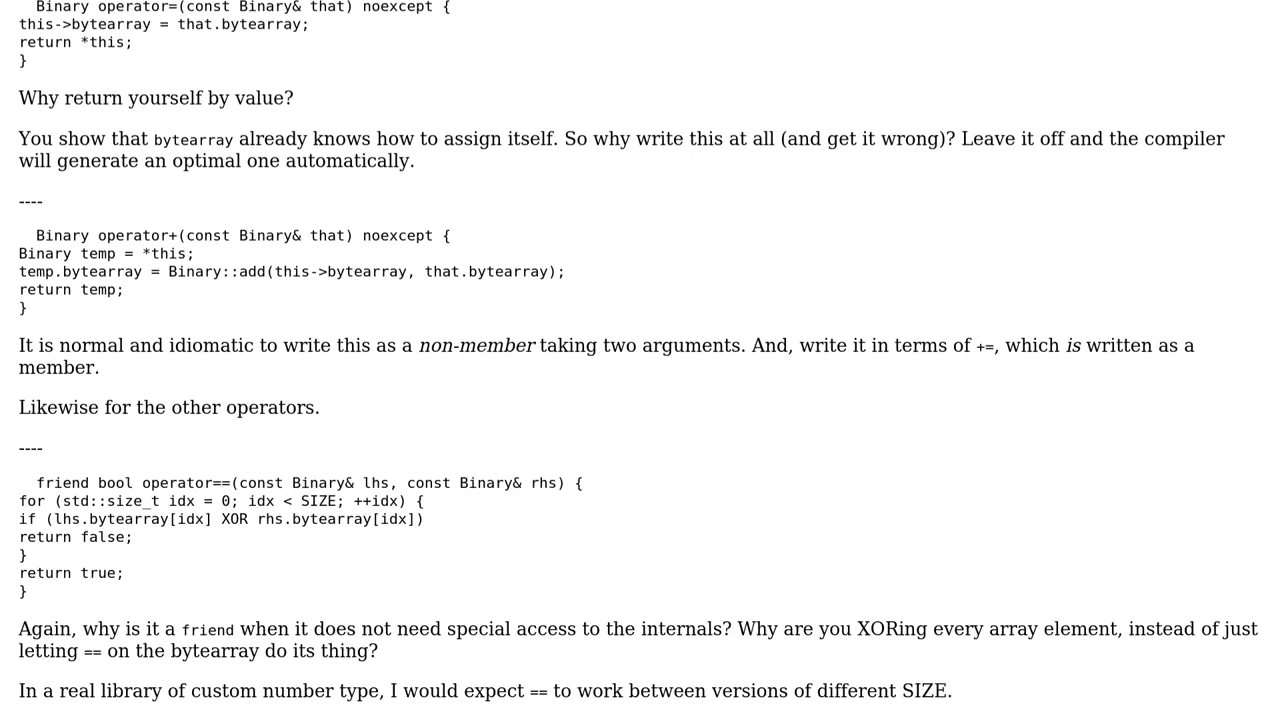 Binary operator=(const Binary& that) noexcept {
this->bytearray = that.bytearray;
return *this;
}
Why return yourself by value?
You show that bytearray already knows how to assign itself. So why write this at all (and get it wrong)? Leave it off and the compiler
will generate an optimal one automatically.
----
Binary operator+(const Binary& that) noexcept {
Binary temp = *this;
temp.bytearray = Binary::add(this->bytearray, that.bytearray);
return temp;
}
It is normal and idiomatic to write this as a non-member taking two arguments. And, write it in terms of +=, which is written as a
member.
Likewise for the other operators.
----
friend bool operator==(const Binary& lhs, const Binary& rhs) {
for (std::size_t idx = 0; idx < SIZE; ++idx) {
if (lhs.bytearray[idx] XOR rhs.bytearray[idx])
return false;
}
return true;
}
Again, why is it a friend when it does not need special access to the internals? Why are you XORing every array element, instead of just
letting == on the bytearray do its thing?
In a real library of custom number type, I would expect == to work between versions of different SIZE.